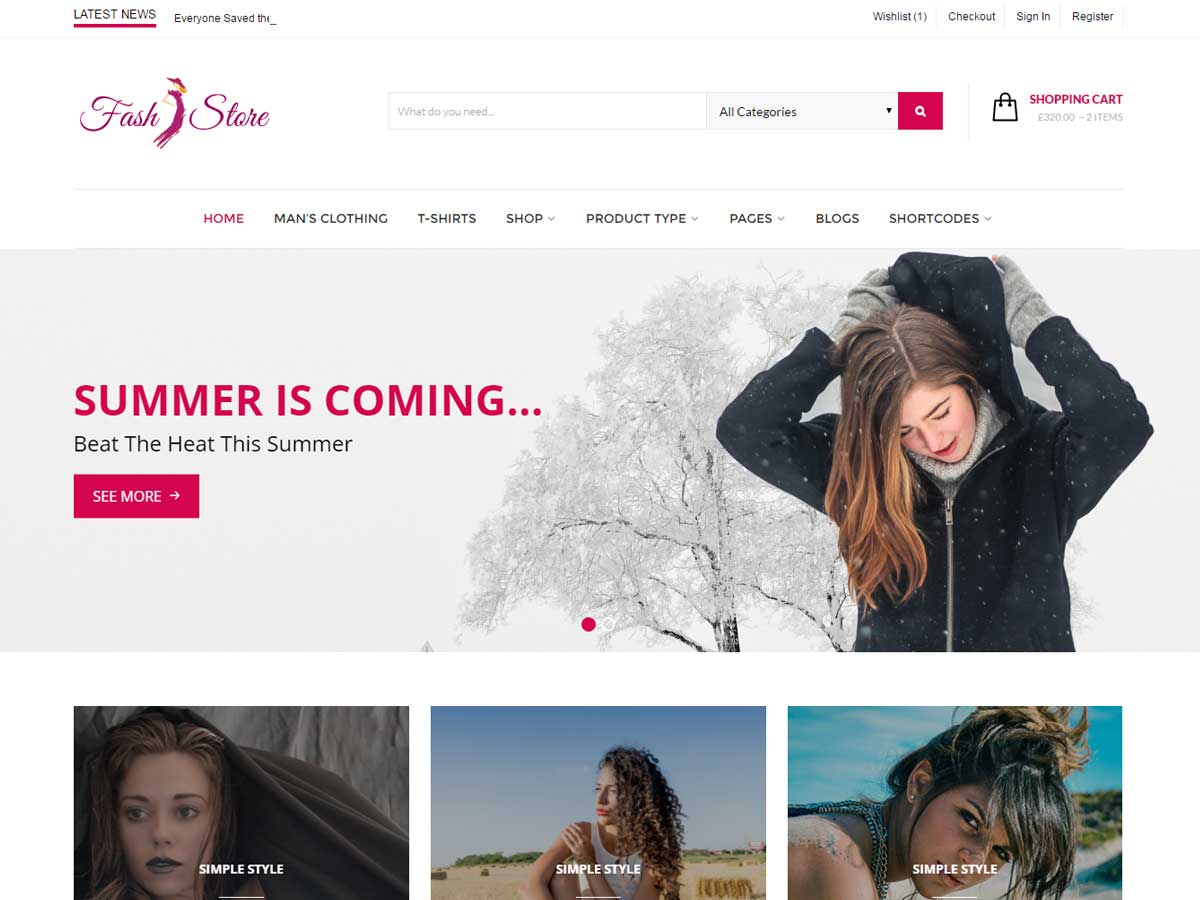 LATEST NEWS Everyone Saved the_ Wishlist (1) Checkout Sign In Register
Fash Store
What do you need... All Categories
SHOPPING CART
£320.00 – 2 ITEMS
HOME MAN'S CLOTHING T-SHIRTS SHOP PRODUCT TYPE PAGES BLOGS SHORTCODES
SUMMER IS COMING...
Beat The Heat This Summer
SEE MORE →
SIMPLE STYLE SIMPLE STYLE SIMPLE STYLE